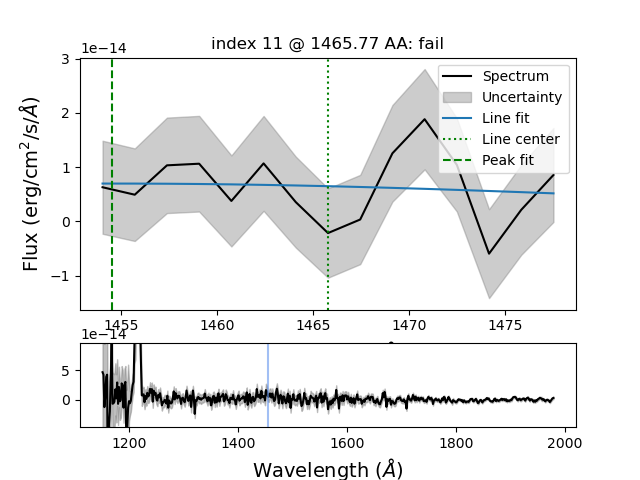 index 11 @ 1465.77 AA: fail
1e−14
3
2
1
0
−1
Flux (erg/cm²/s/Å)
Spectrum
Uncertainty
Line fit
Line center
Peak fit
1455 1460 1465 1470 1475
1e−14
5
0
1200 1400 1600 1800 2000
Wavelength (Å)